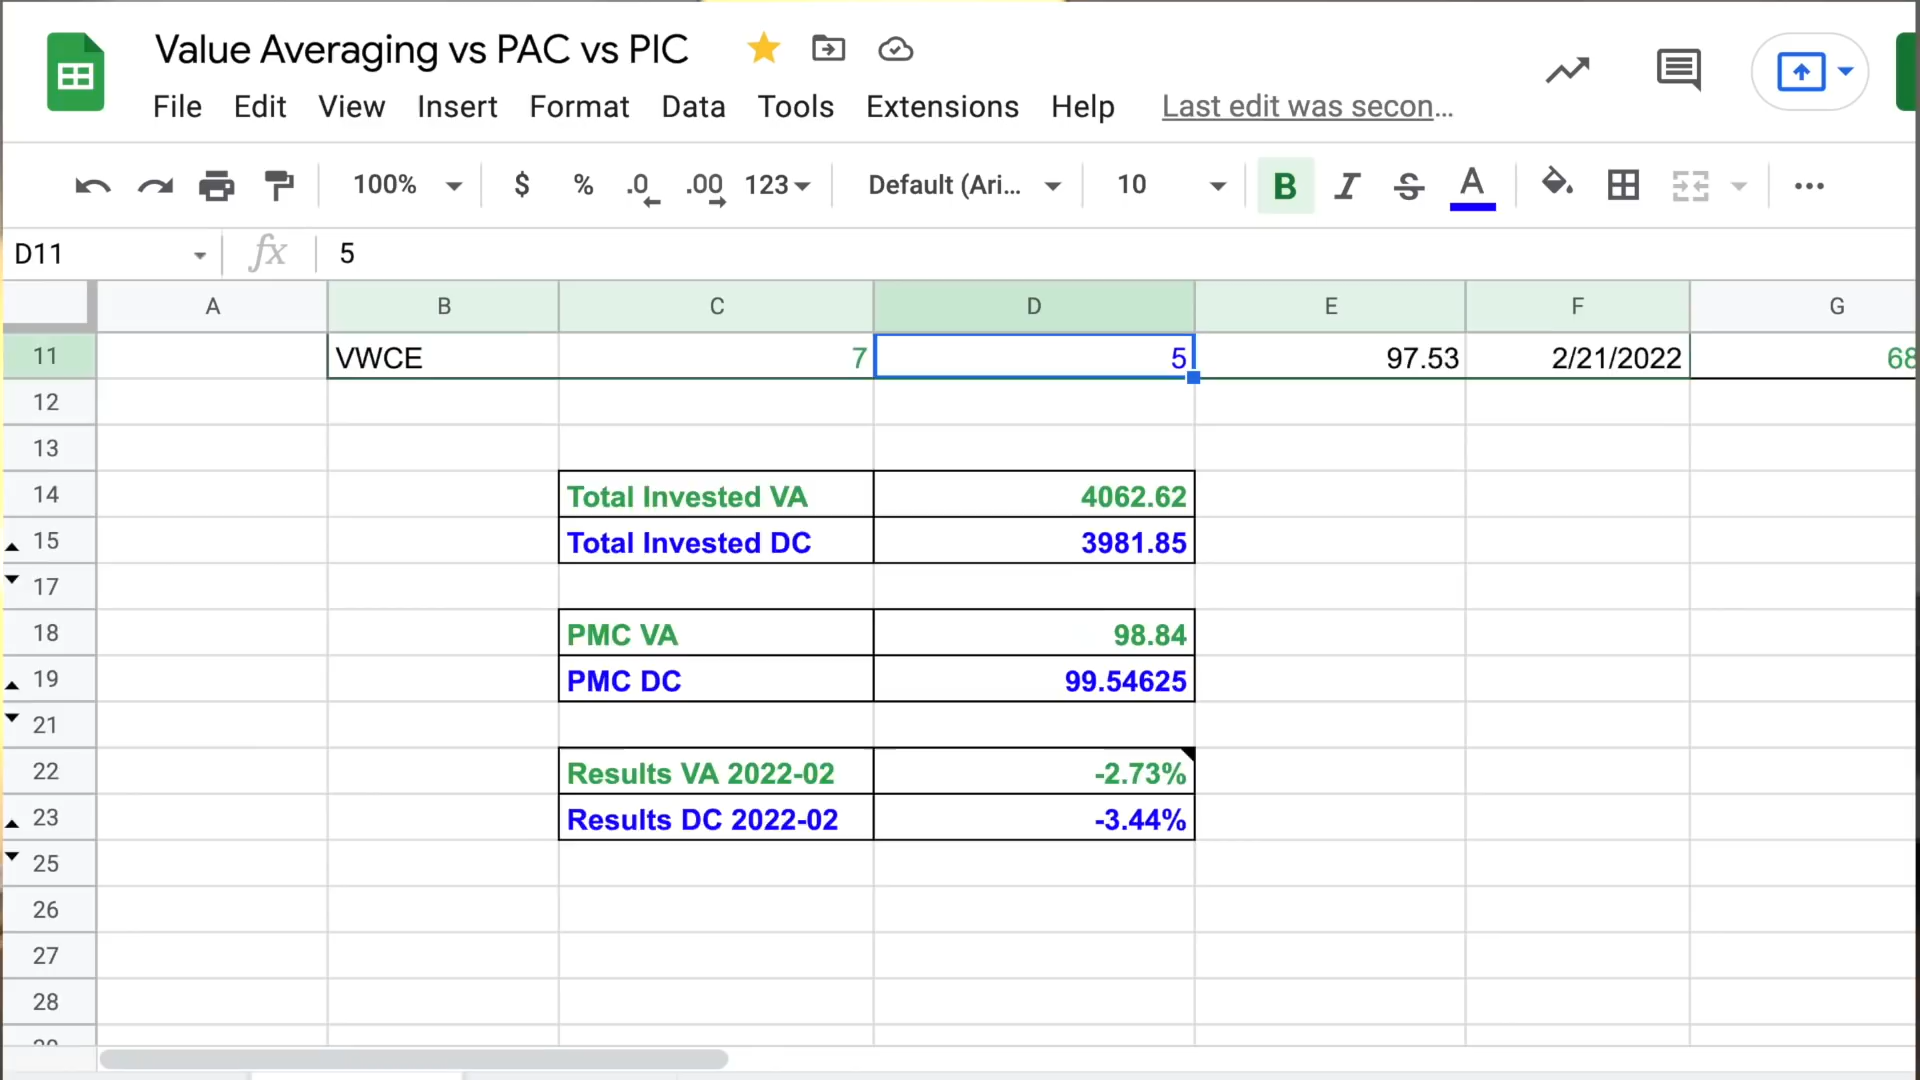 Value Averaging vs PAC vs PIC
File Edit View Insert Format Data Tools Extensions Help Last edit was secon...
100% $ % .0 .00 123 Default (Ari... 10 B I S A
D11 fx 5
A B C D E F G
11 VWCE 7 5 97.53 2/21/2022 68
12
13
14 Total Invested VA 4062.62
15 Total Invested DC 3981.85
17
18 PMC VA 98.84
19 PMC DC 99.54625
21
22 Results VA 2022-02 -2.73%
23 Results DC 2022-02 -3.44%
25
26
27
28